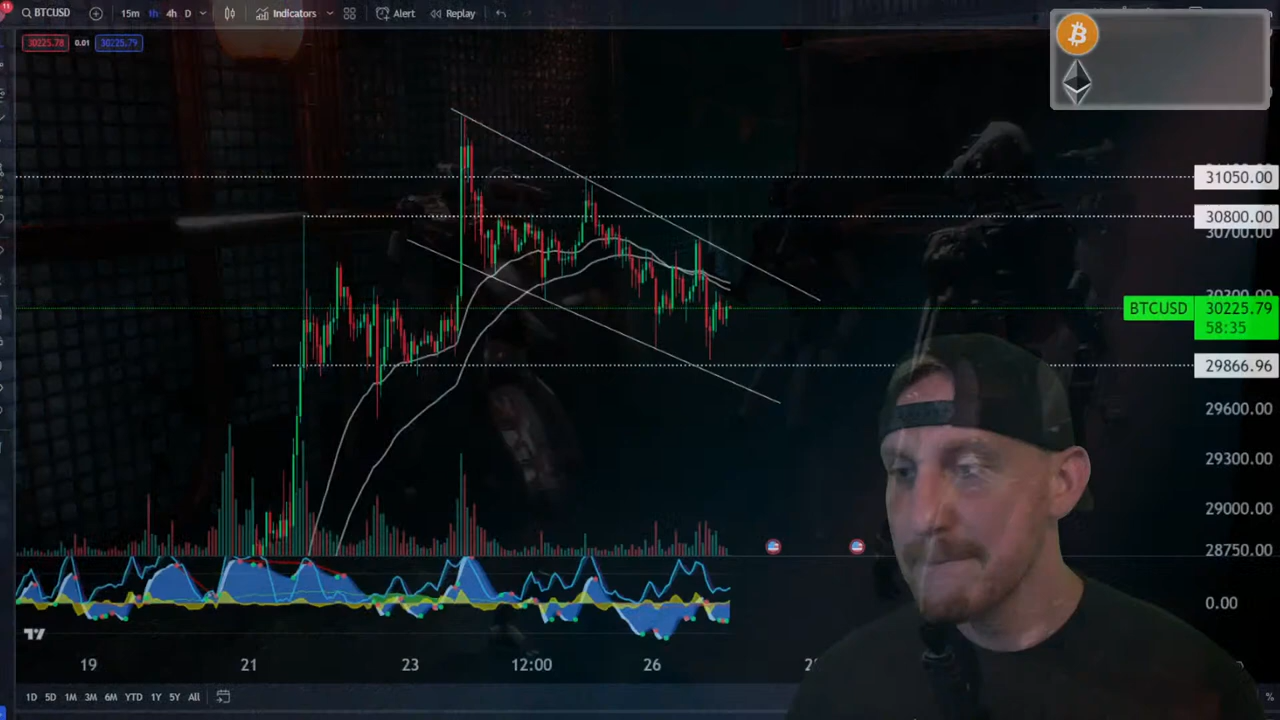 11
BTCUSD
15m 1h 4h D
Indicators
Alert
Replay
30225.78 0.01 30225.79
31050.00
30800.00
30700.00
BTCUSD 30225.79
58:35
29866.96
29600.00
29300.00
29000.00
28750.00
0.00
19 21 23 12:00 26
1D 5D 1M 3M 6M YTD 1Y 5Y All
%